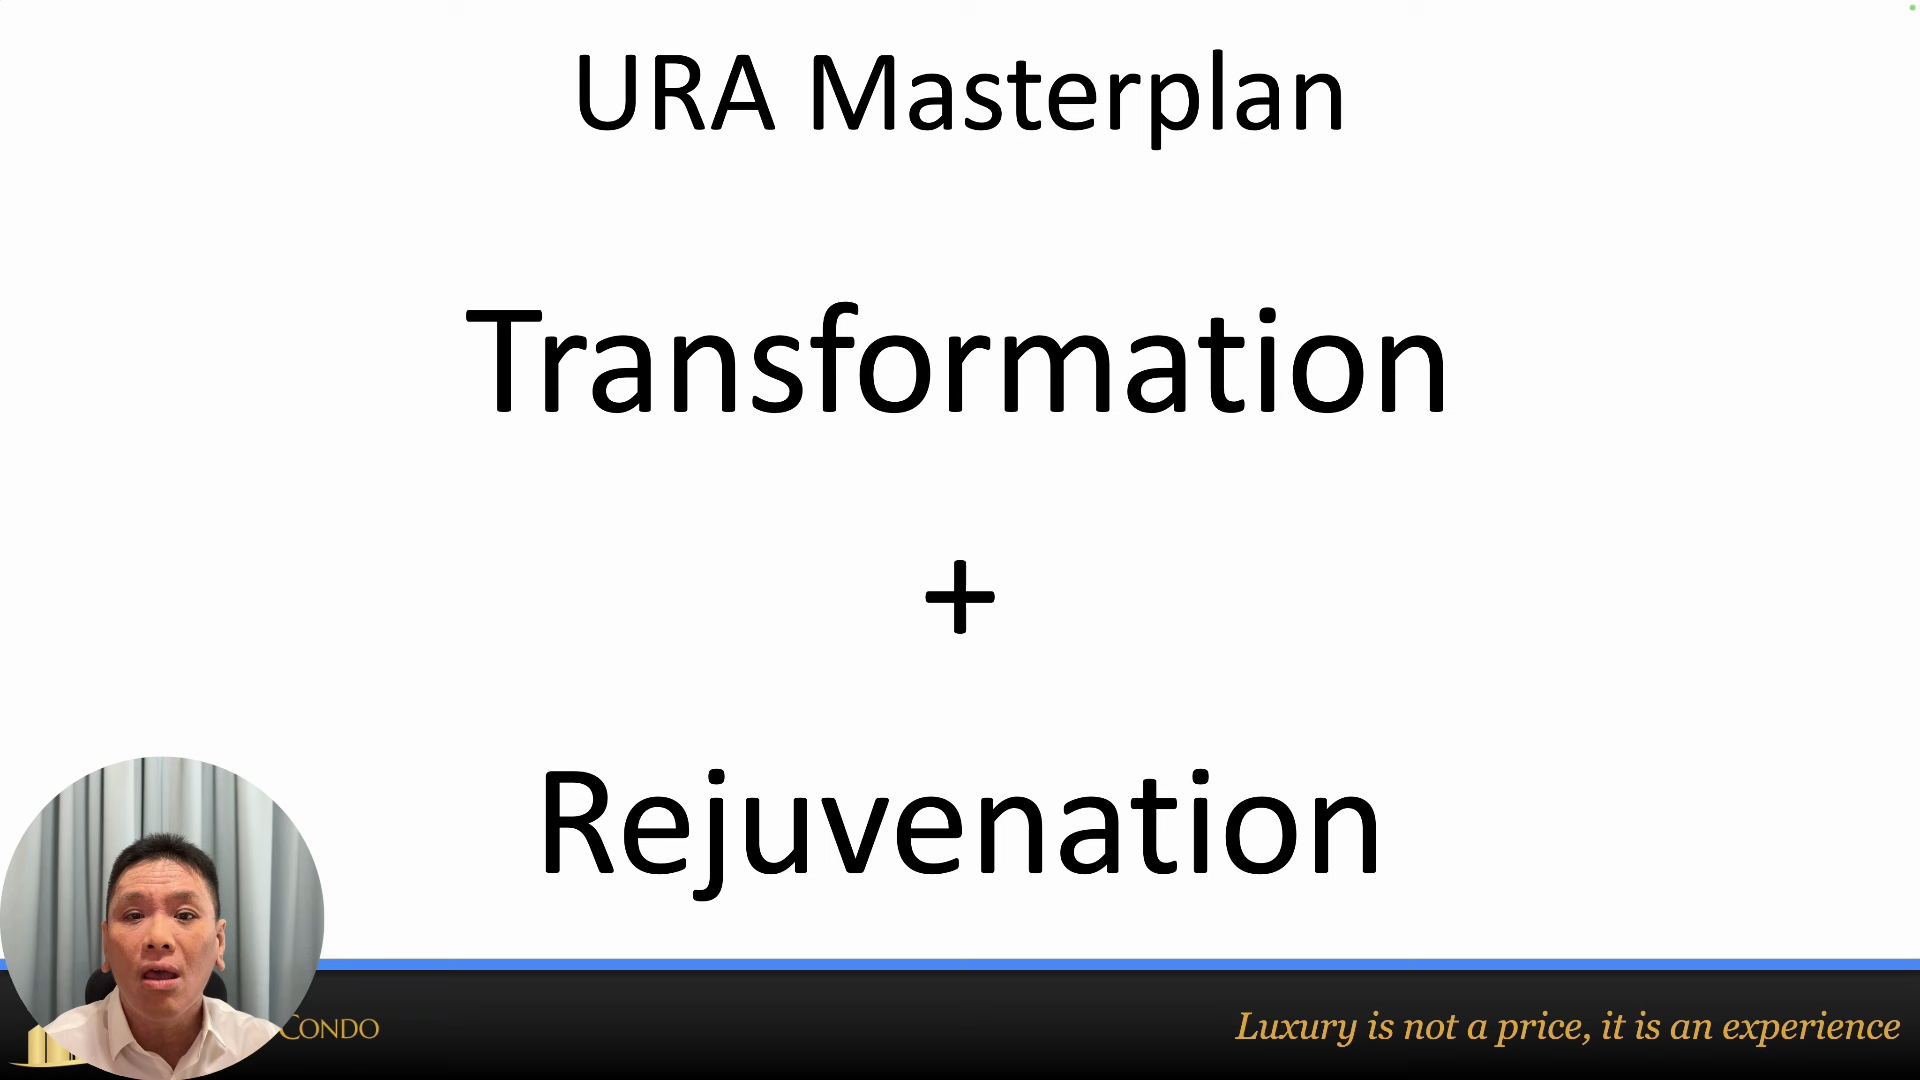 URA Masterplan
Transformation
+
Rejuvenation
Condo
Luxury is not a price, it is an experience